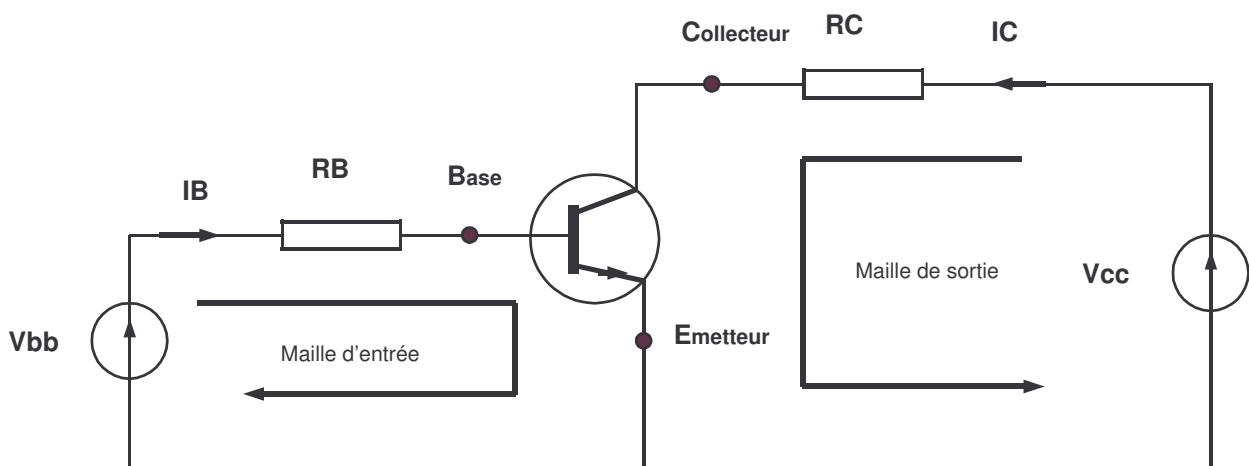 Collecteur
RC
IC
RB
Base
IB
Maille de sortie
Vcc
Emetteur
Vbb
Maille d'entrée